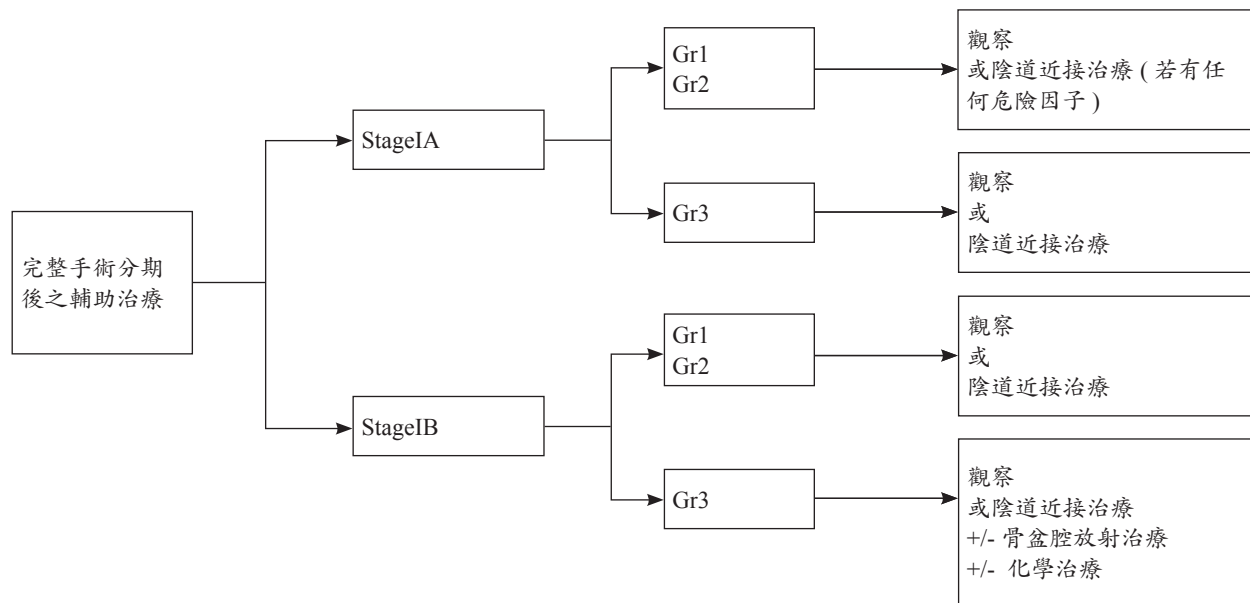 完整手術分期
後之輔助治療
StageIA
Gr1
Gr2
觀察
或陰道近接治療 ( 若有任
何危險因子 )
Gr3
觀察
或
陰道近接治療
StageIB
Gr1
Gr2
觀察
或
陰道近接治療
Gr3
觀察
或陰道近接治療
+/- 骨盆腔放射治療
+/- 化學治療